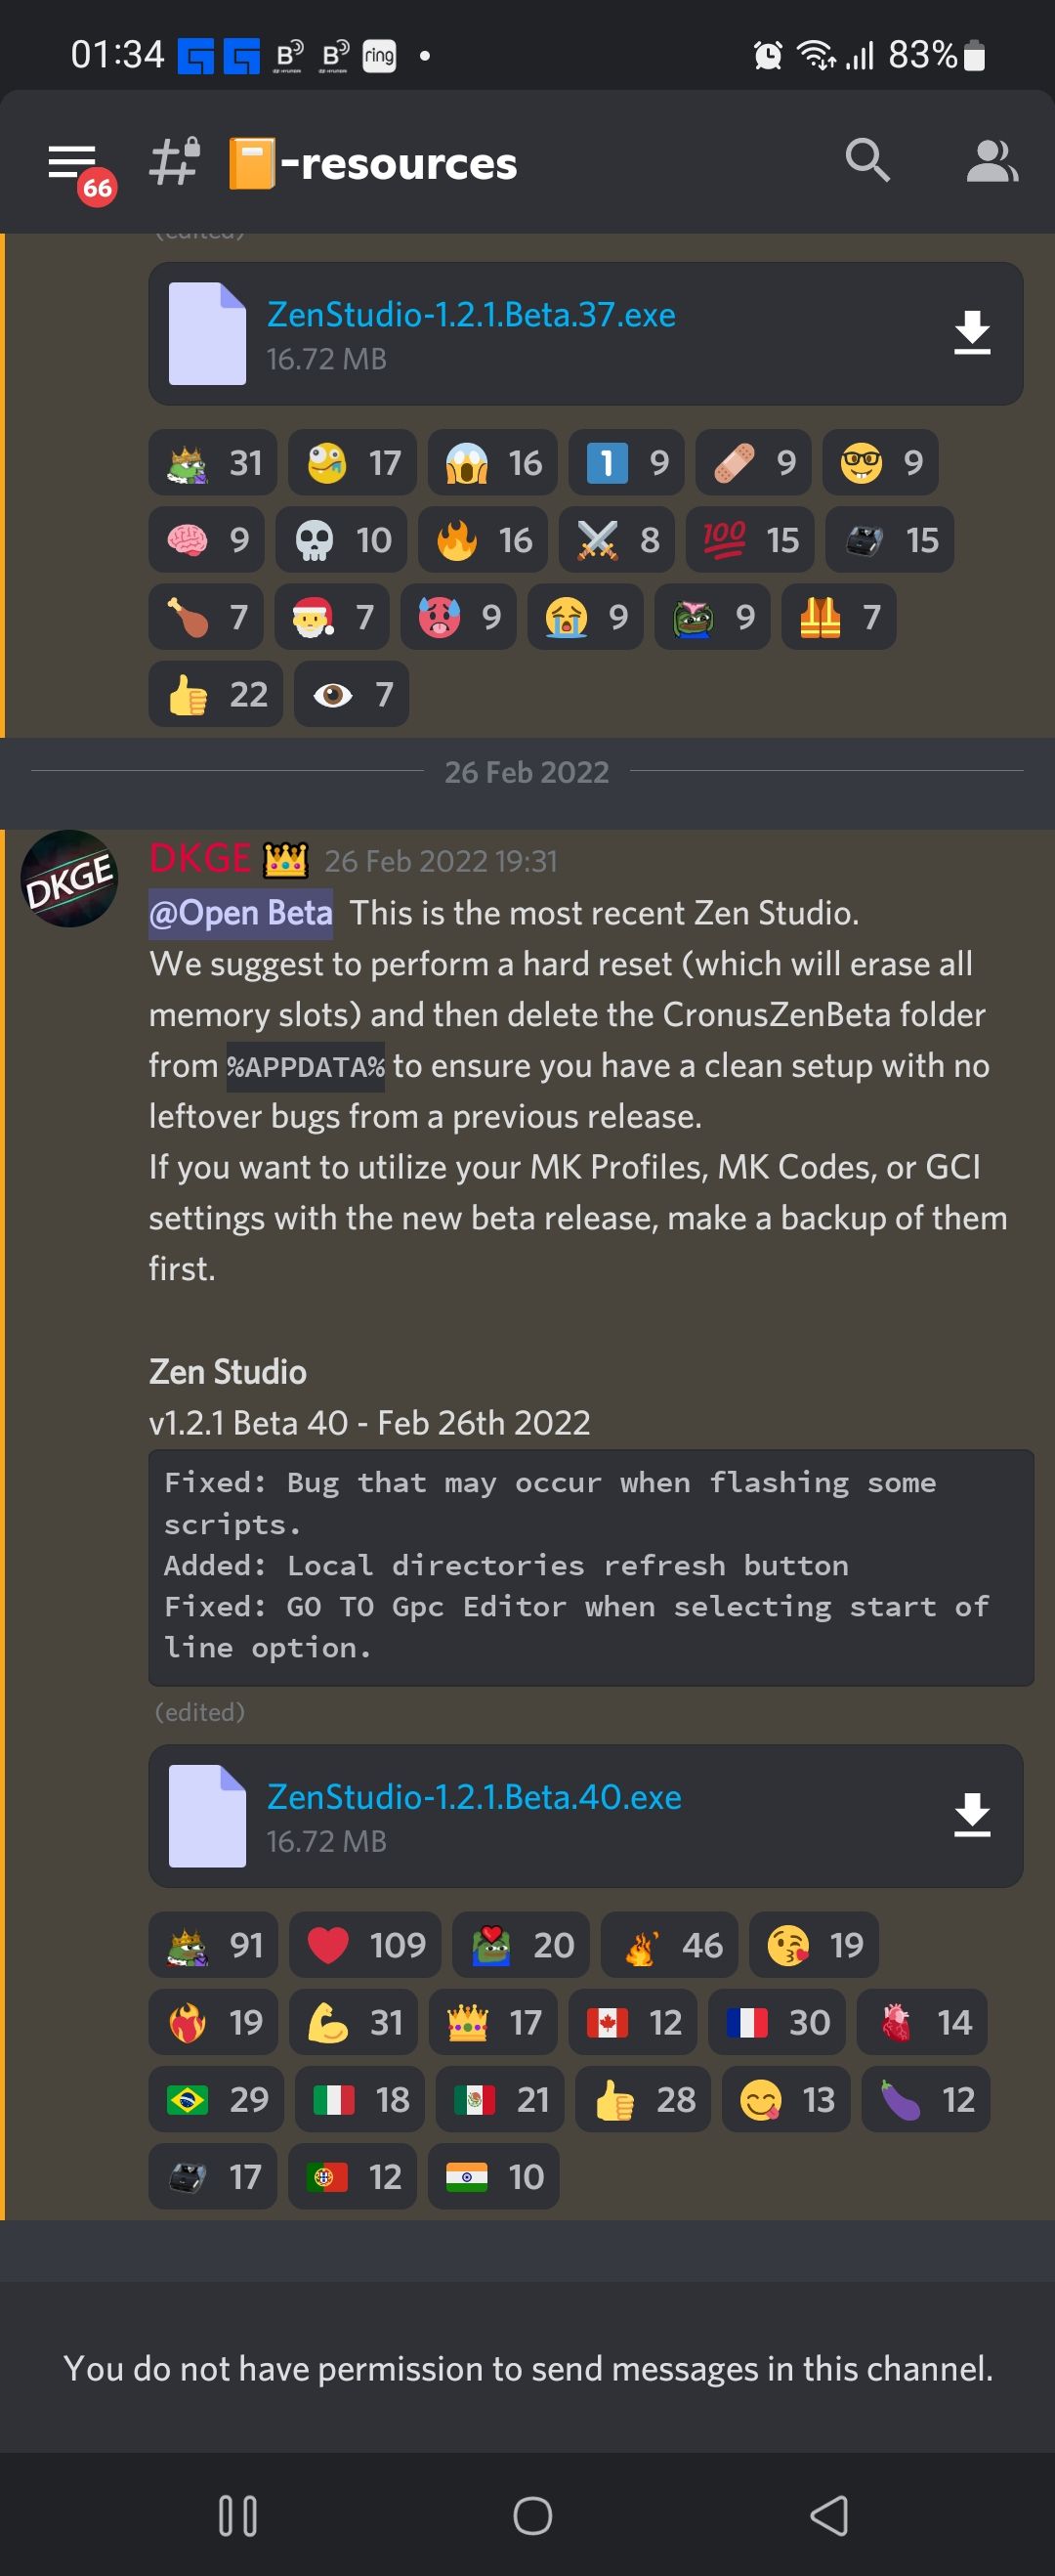 01:34 B B ring 83%
66
-resources
(edited)
ZenStudio-1.2.1.Beta.37.exe
16.72 MB
31 17 16 1 9 9 9
9 10 16 8 100 15 15
7 7 9 9 9 7
22 7
26 Feb 2022
DKGE
DKGE 26 Feb 2022 19:31
@Open Beta This is the most recent Zen Studio.
We suggest to perform a hard reset (which will erase all
memory slots) and then delete the CronusZenBeta folder
from %APPDATA% to ensure you have a clean setup with no
leftover bugs from a previous release.
If you want to utilize your MK Profiles, MK Codes, or GCI
settings with the new beta release, make a backup of them
first.
Zen Studio
v1.2.1 Beta 40 - Feb 26th 2022
Fixed: Bug that may occur when flashing some
scripts.
Added: Local directories refresh button
Fixed: GO TO Gpc Editor when selecting start of
line option.
(edited)
ZenStudio-1.2.1.Beta.40.exe
16.72 MB
91 109 20 46 19
19 31 17 12 30 14
29 18 21 28 13 12
17 12 10
You do not have permission to send messages in this channel.